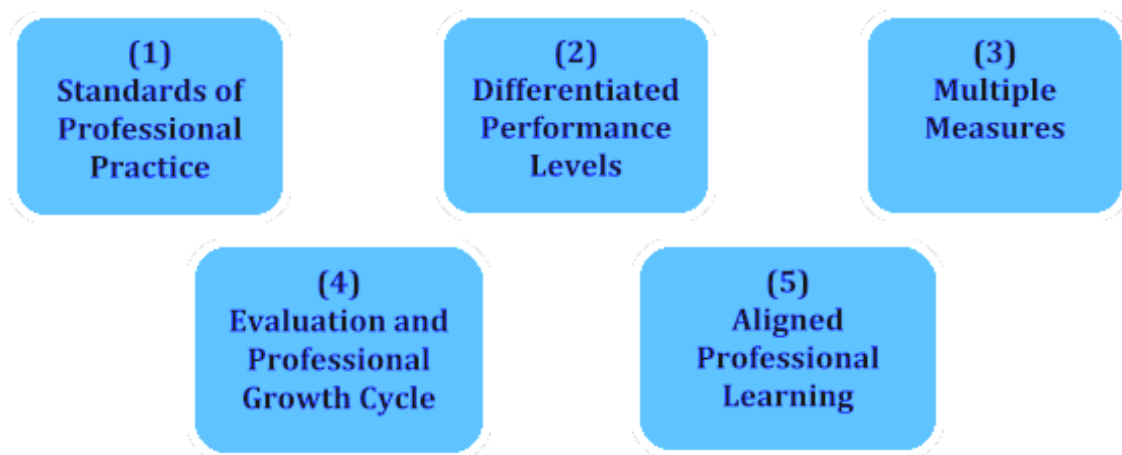 (1)
Standards of
Professional
Practice
(2)
Differentiated
Performance
Levels
(3)
Multiple
Measures
(4)
Evaluation and
Professional
Growth Cycle
(5)
Aligned
Professional
Learning